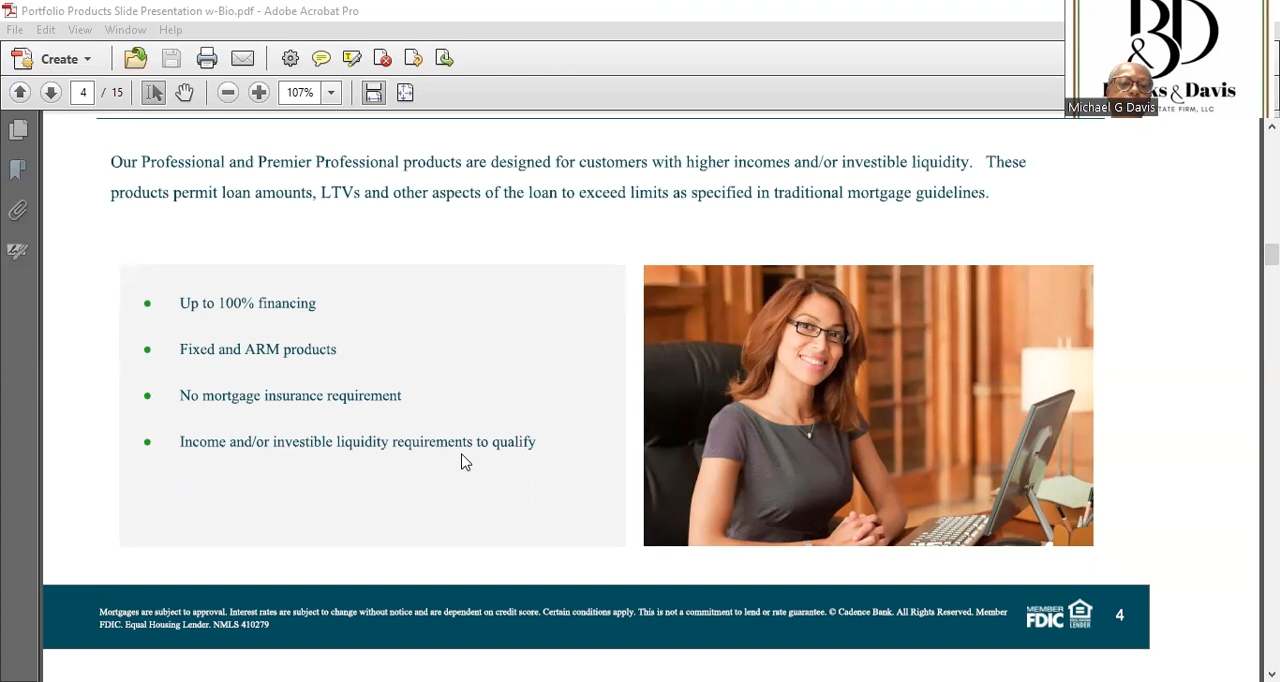 Portfolio Products Slide Presentation w-Bio.pdf - Adobe Acrobat Pro
File Edit View Window Help
Create
4 / 15 107%
B&D
& Davis
Michael G Davis
STATE FIRM, LLC
Our Professional and Premier Professional products are designed for customers with higher incomes and/or investible liquidity. These
products permit loan amounts, LTVs and other aspects of the loan to exceed limits as specified in traditional mortgage guidelines.
Up to 100% financing
Fixed and ARM products
No mortgage insurance requirement
Income and/or investible liquidity requirements to qualify
Mortgages are subject to approval. Interest rates are subject to change without notice and are dependent on credit score. Certain conditions apply. This is not a commitment to lend or rate guarantee. © Cadence Bank. All Rights Reserved. Member
FDIC. Equal Housing Lender. NMLS 410279
MEMBER
FDIC
EQUAL HOUSING
LENDER
4